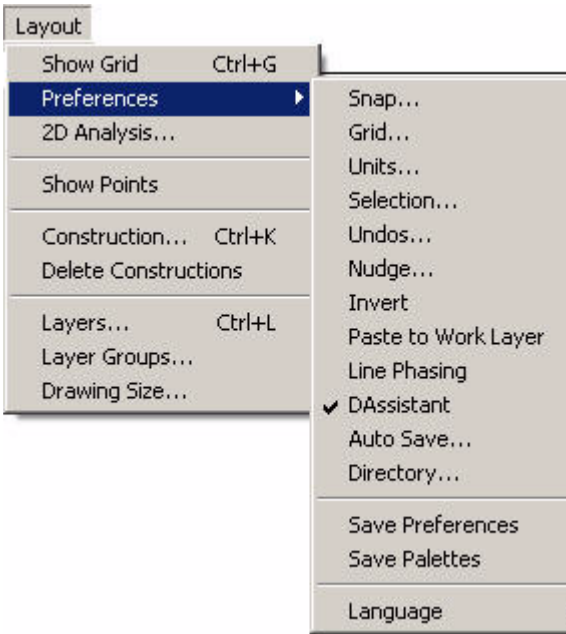 Layout
Show Grid Ctrl+G
Preferences
2D Analysis...
Show Points
Construction... Ctrl+K
Delete Constructions
Layers... Ctrl+L
Layer Groups...
Drawing Size...
Snap...
Grid...
Units...
Selection...
Undos...
Nudge...
Invert
Paste to Work Layer
Line Phasing
DAssistant
Auto Save...
Directory...
Save Preferences
Save Palettes
Language